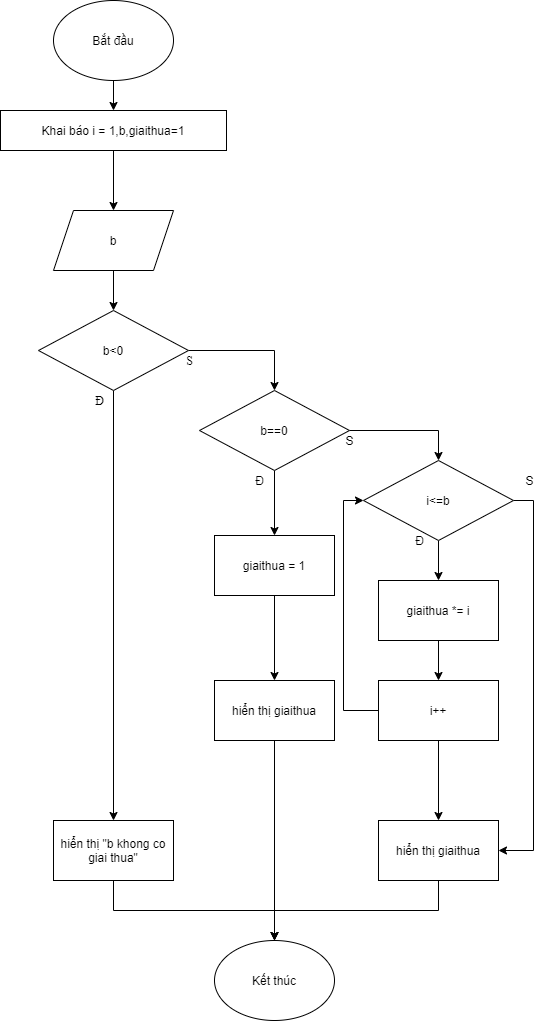 Bắt đầu
Khai báo i = 1,b,giaithua=1
b
b<0
S
Đ
b==0
S
Đ
i<=b
S
Đ
giaithua = 1
giaithua *= i
hiển thị giaithua
i++
hiển thị "b khong co
giai thua"
hiển thị giaithua
Kết thúc